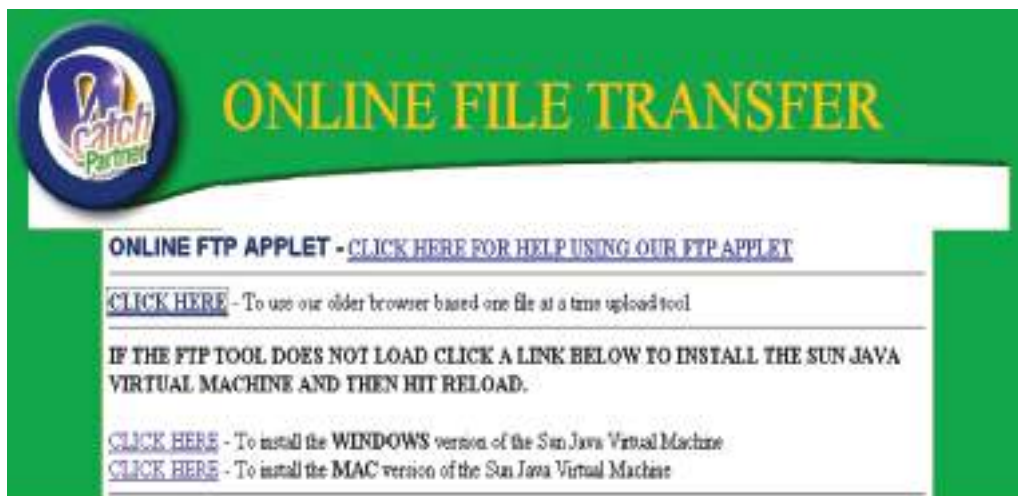 Catch
Partner
ONLINE FILE TRANSFER
ONLINE FTP APPLET - CLICK HERE FOR HELP USING OUR FTP APPLET
CLICK HERE - To use our older browser based one file at a time upload tool
IF THE FTP TOOL DOES NOT LOAD CLICK A LINK BELOW TO INSTALL THE SUN JAVA
VIRTUAL MACHINE AND THEN HIT RELOAD.
CLICK HERE - To install the WINDOWS version of the Sun Java Virtual Machine
CLICK HERE - To install the MAC version of the Sun Java Virtual Machine